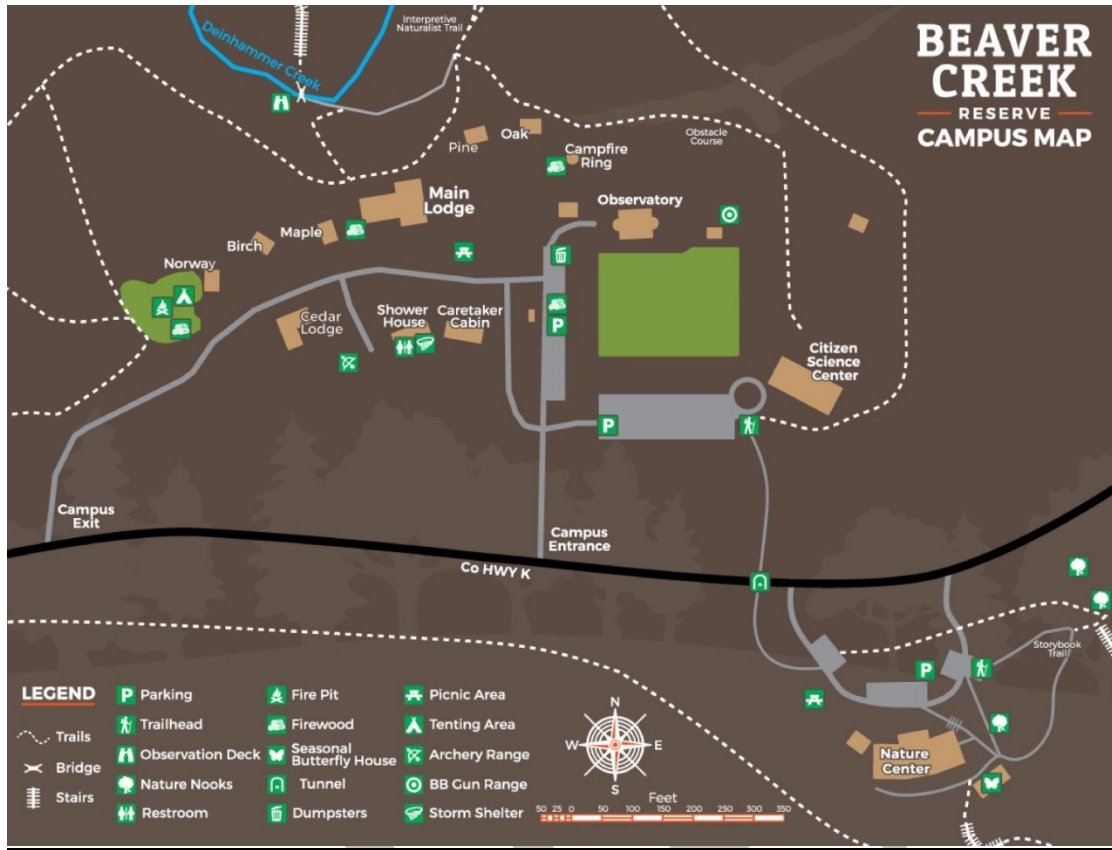 BEAVER
CREEK
RESERVE
CAMPUS MAP
Interpretive
Naturalist Trail
Deinhammer Creek
Obstacle
Course
Oak
Pine
Campfire
Ring
Main
Lodge
Observatory
Maple
Birch
Norway
Cedar
Lodge
Shower
House
Caretaker
Cabin
P
Citizen
Science
Center
P
Campus
Exit
Campus
Entrance
Co HWY K
Storybook
Trail
P
Nature
Center
LEGEND
Trails
Bridge
Stairs
P Parking
Trailhead
Observation Deck
Nature Nooks
Restroom
Fire Pit
Firewood
Seasonal
Butterfly House
Tunnel
Dumpsters
Picnic Area
Tenting Area
Archery Range
BB Gun Range
Storm Shelter
N
W E
S
Feet
50 25 0 50 100 150 200 250 300 350